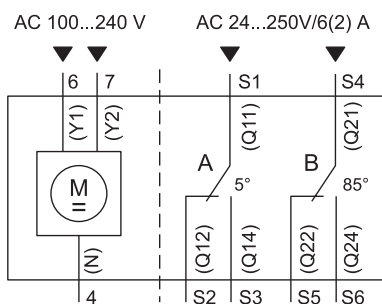 AC 100...240 V
AC 24...250V/6(2) A
6
7
S1
S4
(Y1)
(Y2)
(Q11)
(Q21)
M
=
A
5°
B
85°
(N)
(Q12)
(Q14)
(Q22)
(Q24)
4
S2
S3
S5
S6